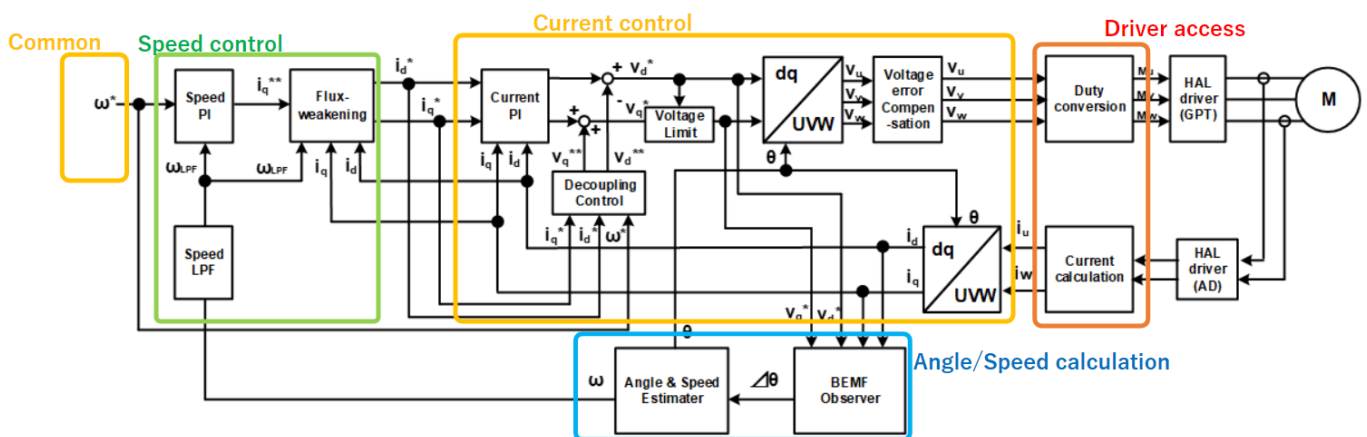 Common
Speed control
Current control
Driver access
ω*
Speed
PI
iq**
Flux-
weakening
id*
iq*
Current
PI
+
vd*
-
+
+
vq*
Voltage
Limit
dq
UVW
Vu
Vv
Vw
Voltage
error
Compen
-sation
Vu
Vv
Vw
Duty
conversion
Mu
Mv
Mw
HAL
driver
(GPT)
M
ωLPF
ωLPF
iq
id
iq
id
vq**
vd**
Decoupling
Control
iq*
id*
ω*
θ
θ
Speed
LPF
id
iq
dq
UVW
iu
iw
Current
calculation
HAL
driver
(AD)
vq*
vd*
θ
ω
Angle & Speed
Estimater
⊿θ
BEMF
Observer
Angle/Speed calculation